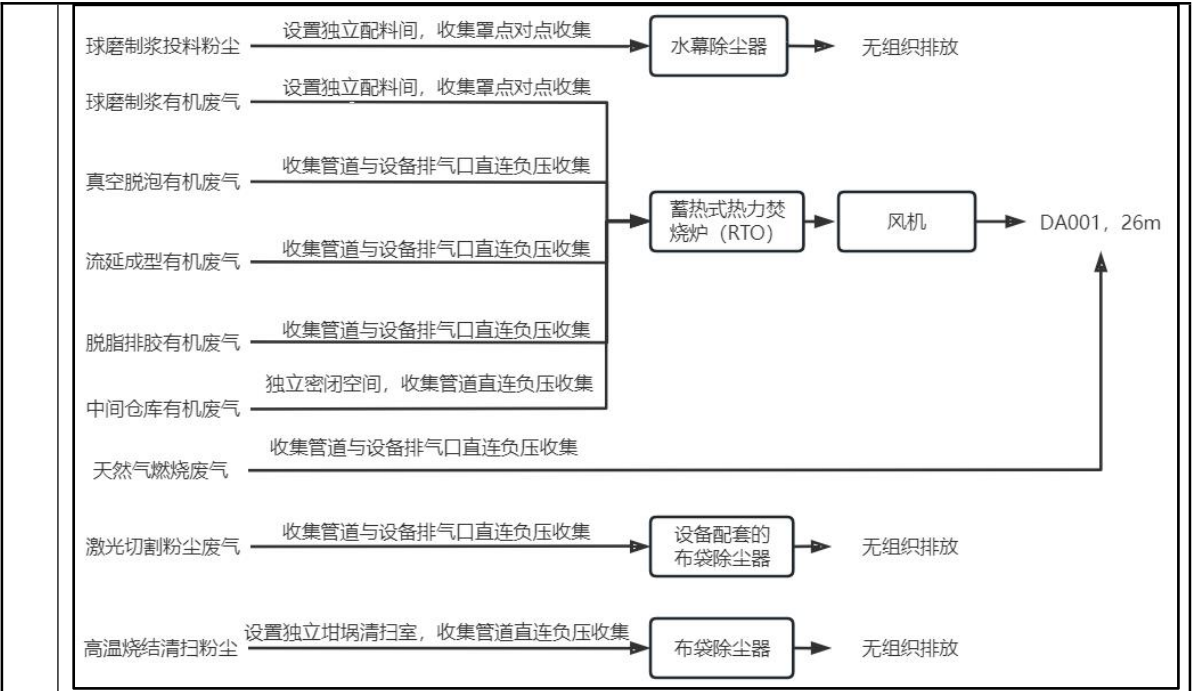 设置独立配料间，收集罩点对点收集
球磨制浆投料粉尘
水幕除尘器
无组织排放
设置独立配料间，收集罩点对点收集
球磨制浆有机废气
收集管道与设备排气口直连负压收集
真空脱泡有机废气
蓄热式热力焚
烧炉（RTO）
风机
DA001，26m
收集管道与设备排气口直连负压收集
流延成型有机废气
收集管道与设备排气口直连负压收集
脱脂排胶有机废气
独立密闭空间，收集管道直连负压收集
中间仓库有机废气
收集管道与设备排气口直连负压收集
天然气燃烧废气
收集管道与设备排气口直连负压收集
激光切割粉尘废气
设备配套的
布袋除尘器
无组织排放
设置独立坩埚清扫室，收集管道直连负压收集
高温烧结清扫粉尘
布袋除尘器
无组织排放